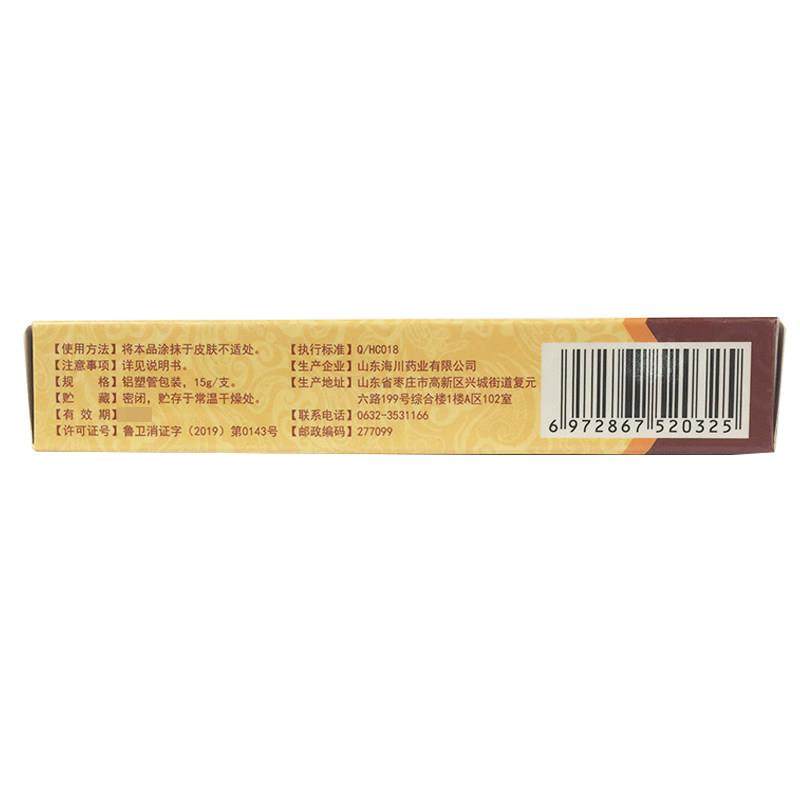 【使用方法】将本品涂抹于皮肤不适处。
【注意事项】详见说明书。
【规　　格】铝塑管包装，15g/支。
【贮　　藏】密闭，贮存于常温干燥处。
【有 效 期】
【许可证号】鲁卫消证字（2019）第0143号
【执行标准】Q/HC018
【生产企业】山东海川药业有限公司
【生产地址】山东省枣庄市高新区兴城街道复元
六路199号综合楼1楼A区102室
【联系电话】0632-3531166
【邮政编码】277099
6 972867 520325